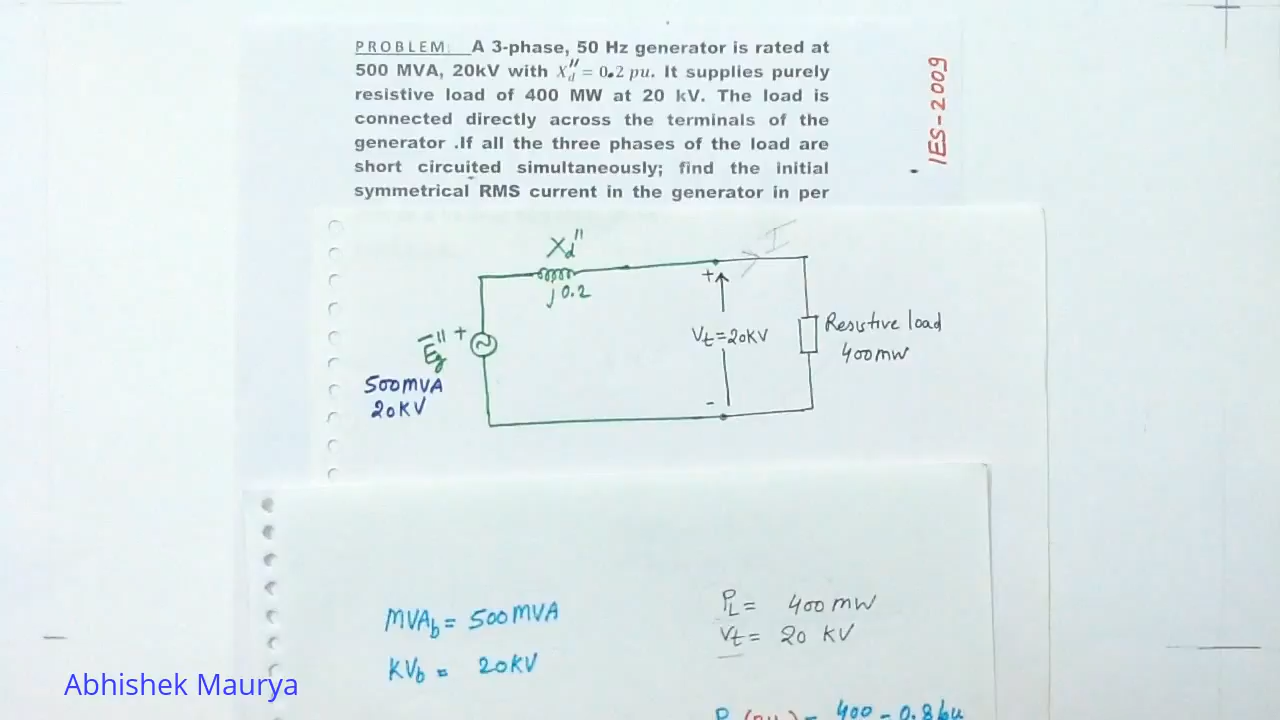 PROBLEM: A 3-phase, 50 Hz generator is rated at
500 MVA, 20kV with X"d = 0.2 pu. It supplies purely
resistive load of 400 MW at 20 kV. The load is
connected directly across the terminals of the
generator .If all the three phases of the load are
short circuited simultaneously; find the initial
symmetrical RMS current in the generator in per
IES-2009
Xd"
j0.2
I
+
Vt=20KV
-
Resistive load
400mw
Eg" +
500MVA
20KV
MVAb = 500MVA
KVb = 20KV
PL = 400mw
Vt = 20 KV
400 = 0.8pu
Abhishek Maurya